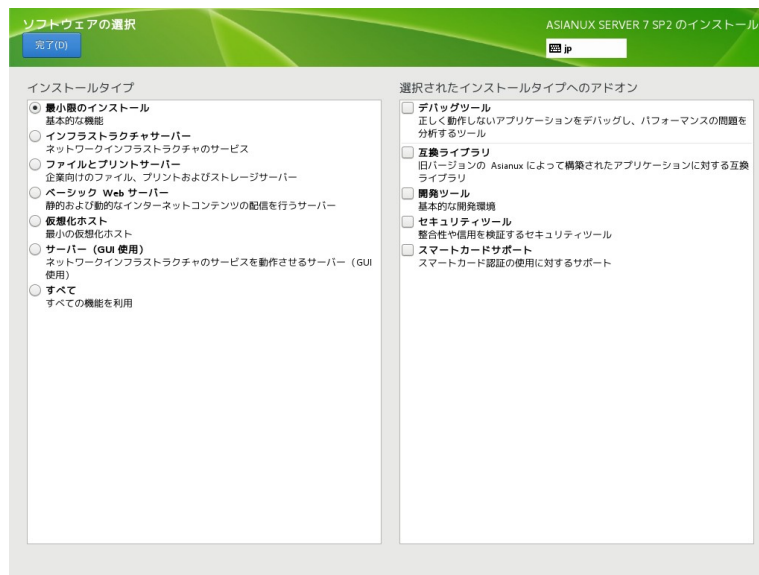 ソフトウェアの選択
ASIANUX SERVER 7 SP2 のインストール
完了(D)
jp
インストールタイプ
最小限のインストール
基本的な機能
インフラストラクチャサーバー
ネットワークインフラストラクチャのサービス
ファイルとプリントサーバー
企業向けのファイル、プリントおよびストレージサーバー
ベーシック Web サーバー
静的および動的なインターネットコンテンツの配信を行うサーバー
仮想化ホスト
最小の仮想化ホスト
サーバー（GUI 使用）
ネットワークインフラストラクチャのサービスを動作させるサーバー（GUI
使用）
すべて
すべての機能を利用
選択されたインストールタイプへのアドオン
デバッグツール
正しく動作しないアプリケーションをデバッグし、パフォーマンスの問題を
分析するツール
互換ライブラリ
旧バージョンの Asianux によって構築されたアプリケーションに対する互換
ライブラリ
開発ツール
基本的な開発環境
セキュリティツール
整合性や信用を検証するセキュリティツール
スマートカードサポート
スマートカード認証の使用に対するサポート